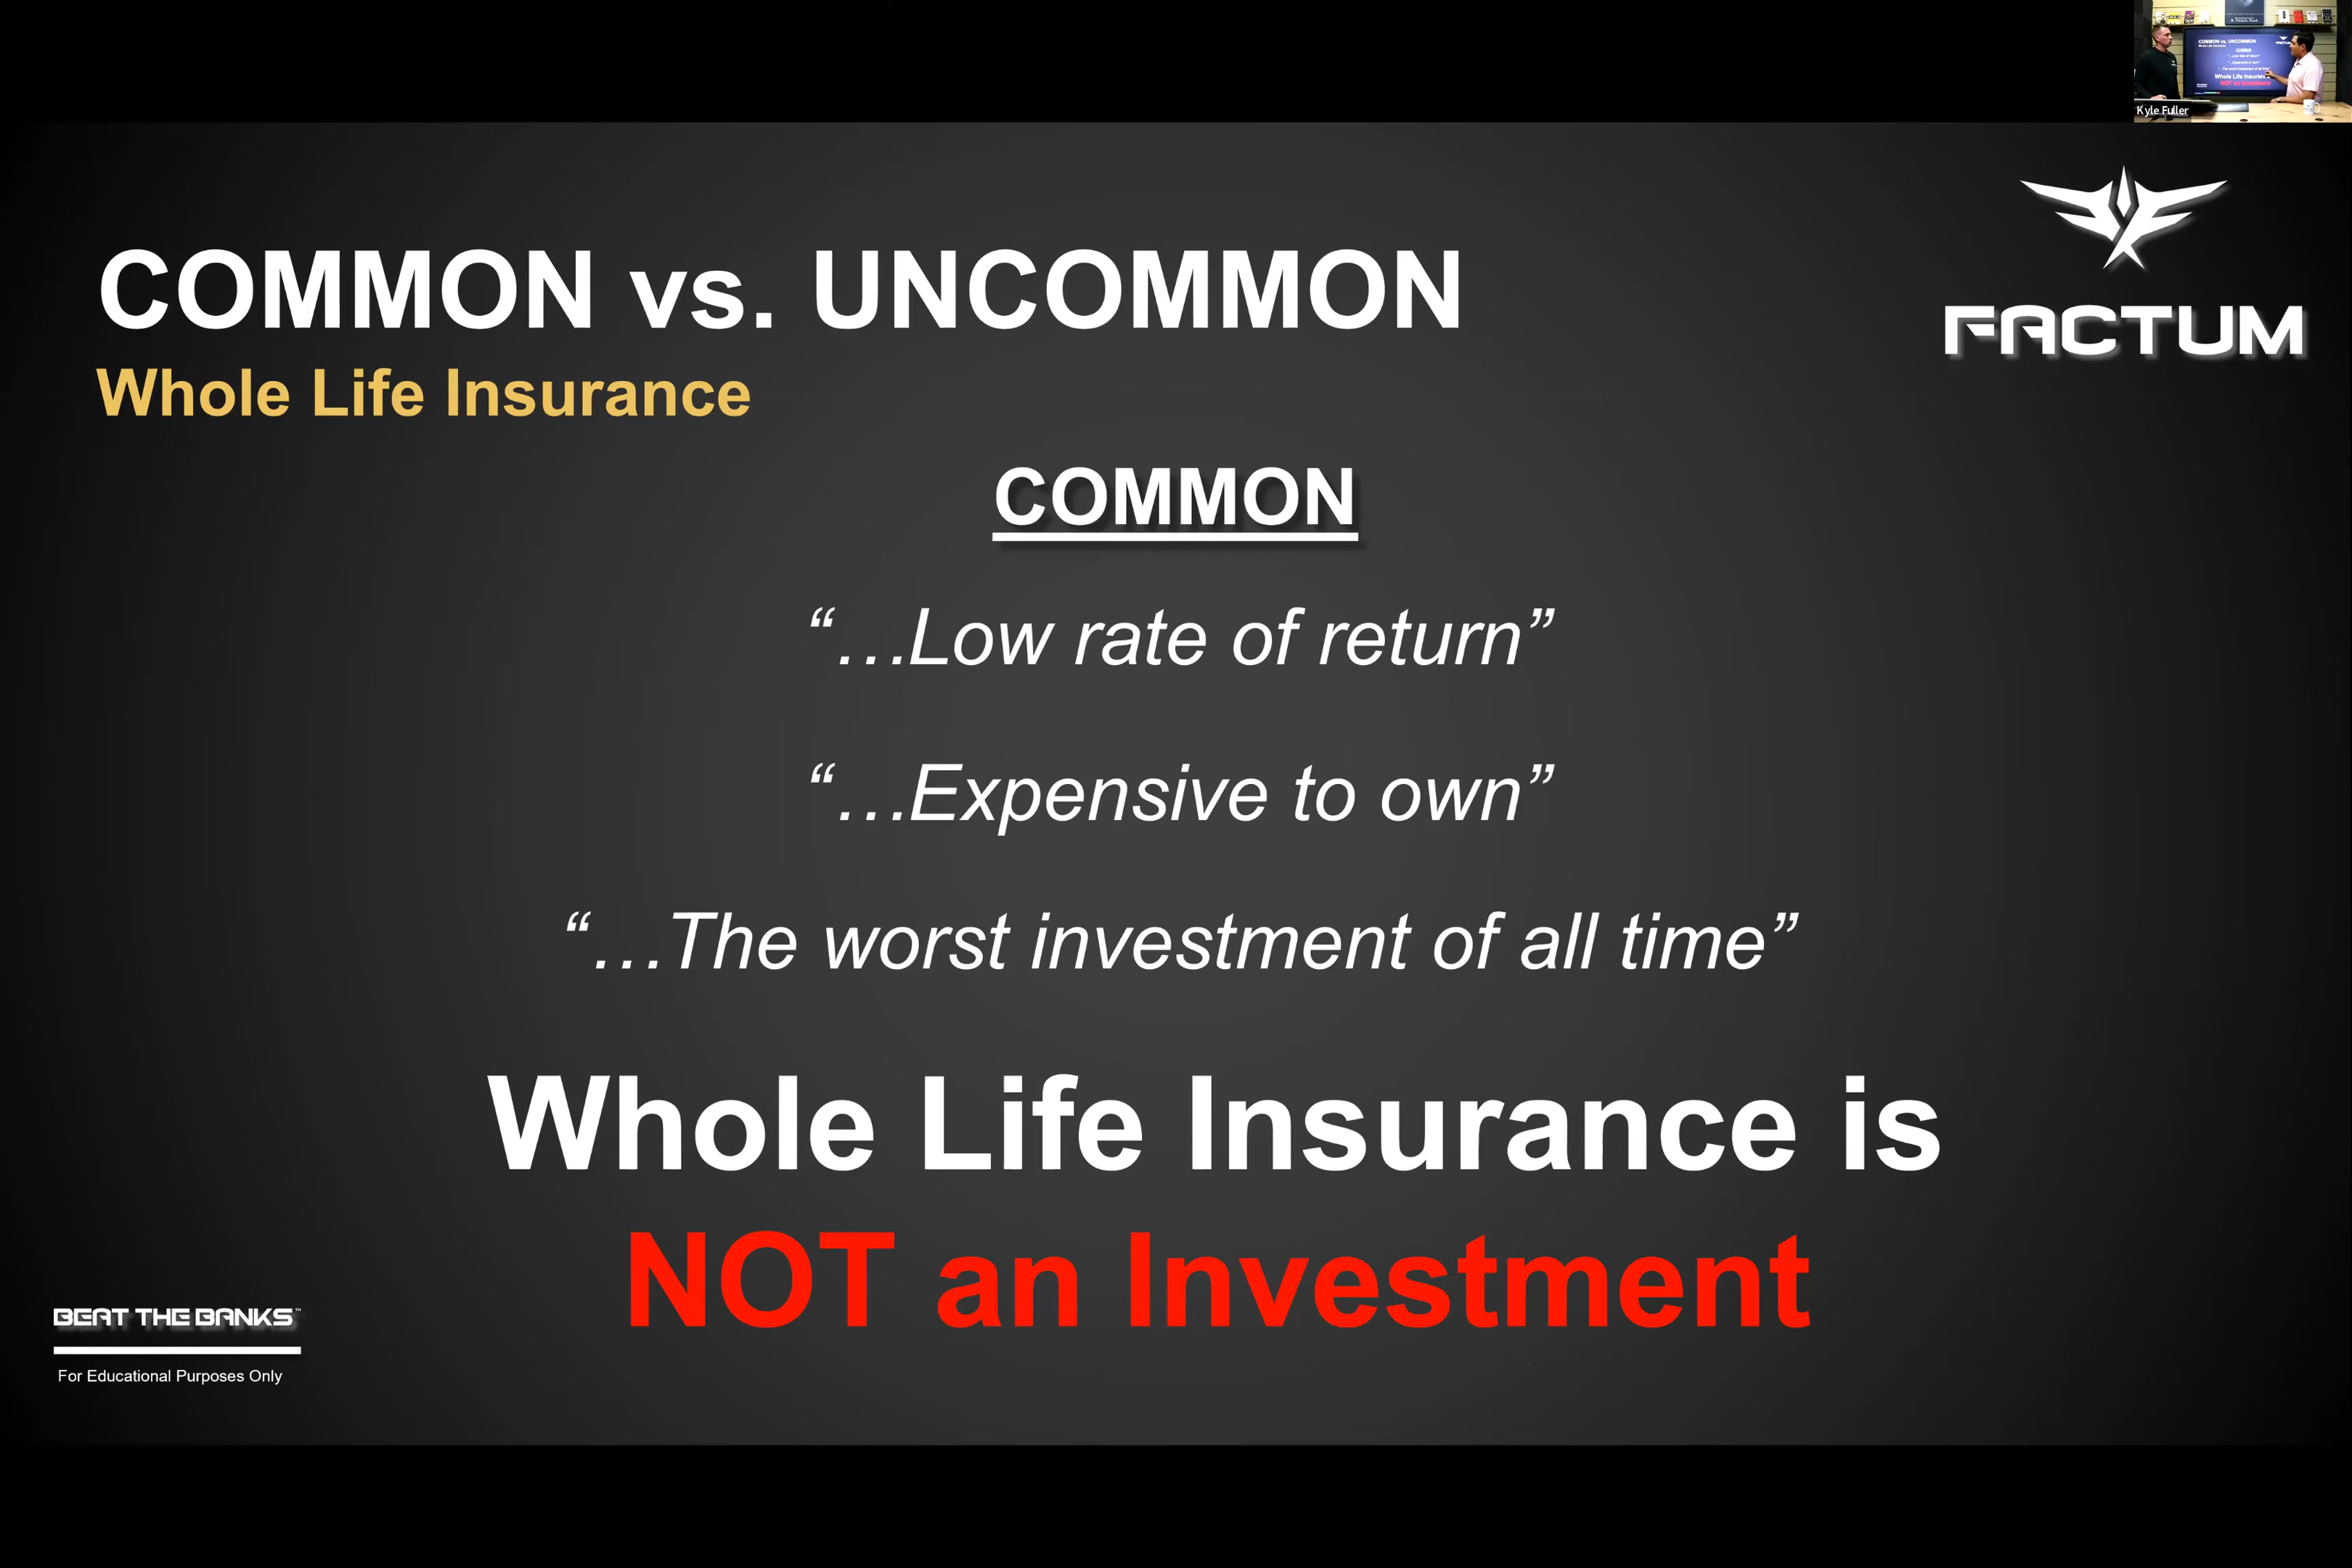 Kyle Fuller
FACTUM
COMMON vs. UNCOMMON
Whole Life Insurance
COMMON
“…Low rate of return”
“…Expensive to own”
“…The worst investment of all time”
Whole Life Insurance is
NOT an Investment
BEAT THE BANKS™
For Educational Purposes Only